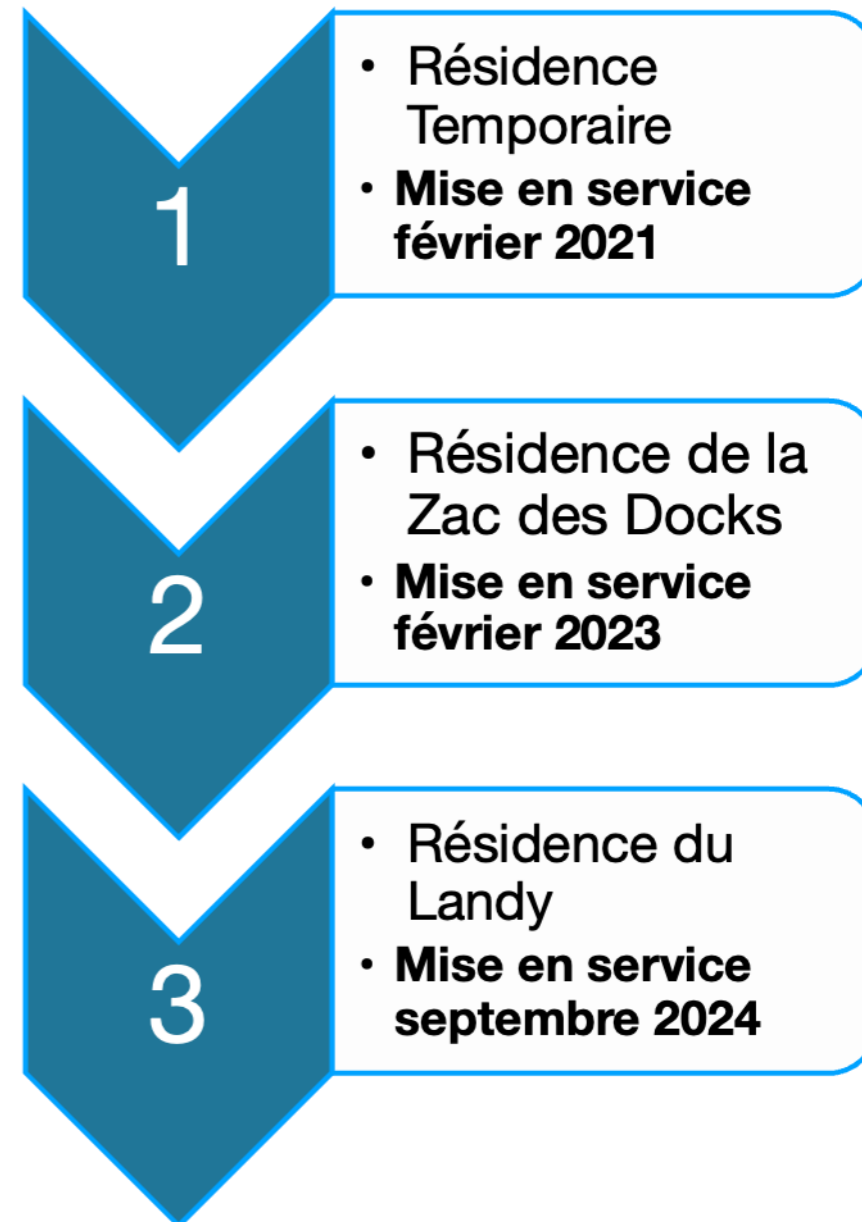 1
• Résidence
Temporaire
• Mise en service
février 2021
2
• Résidence de la
Zac des Docks
• Mise en service
février 2023
3
• Résidence du
Landy
• Mise en service
septembre 2024